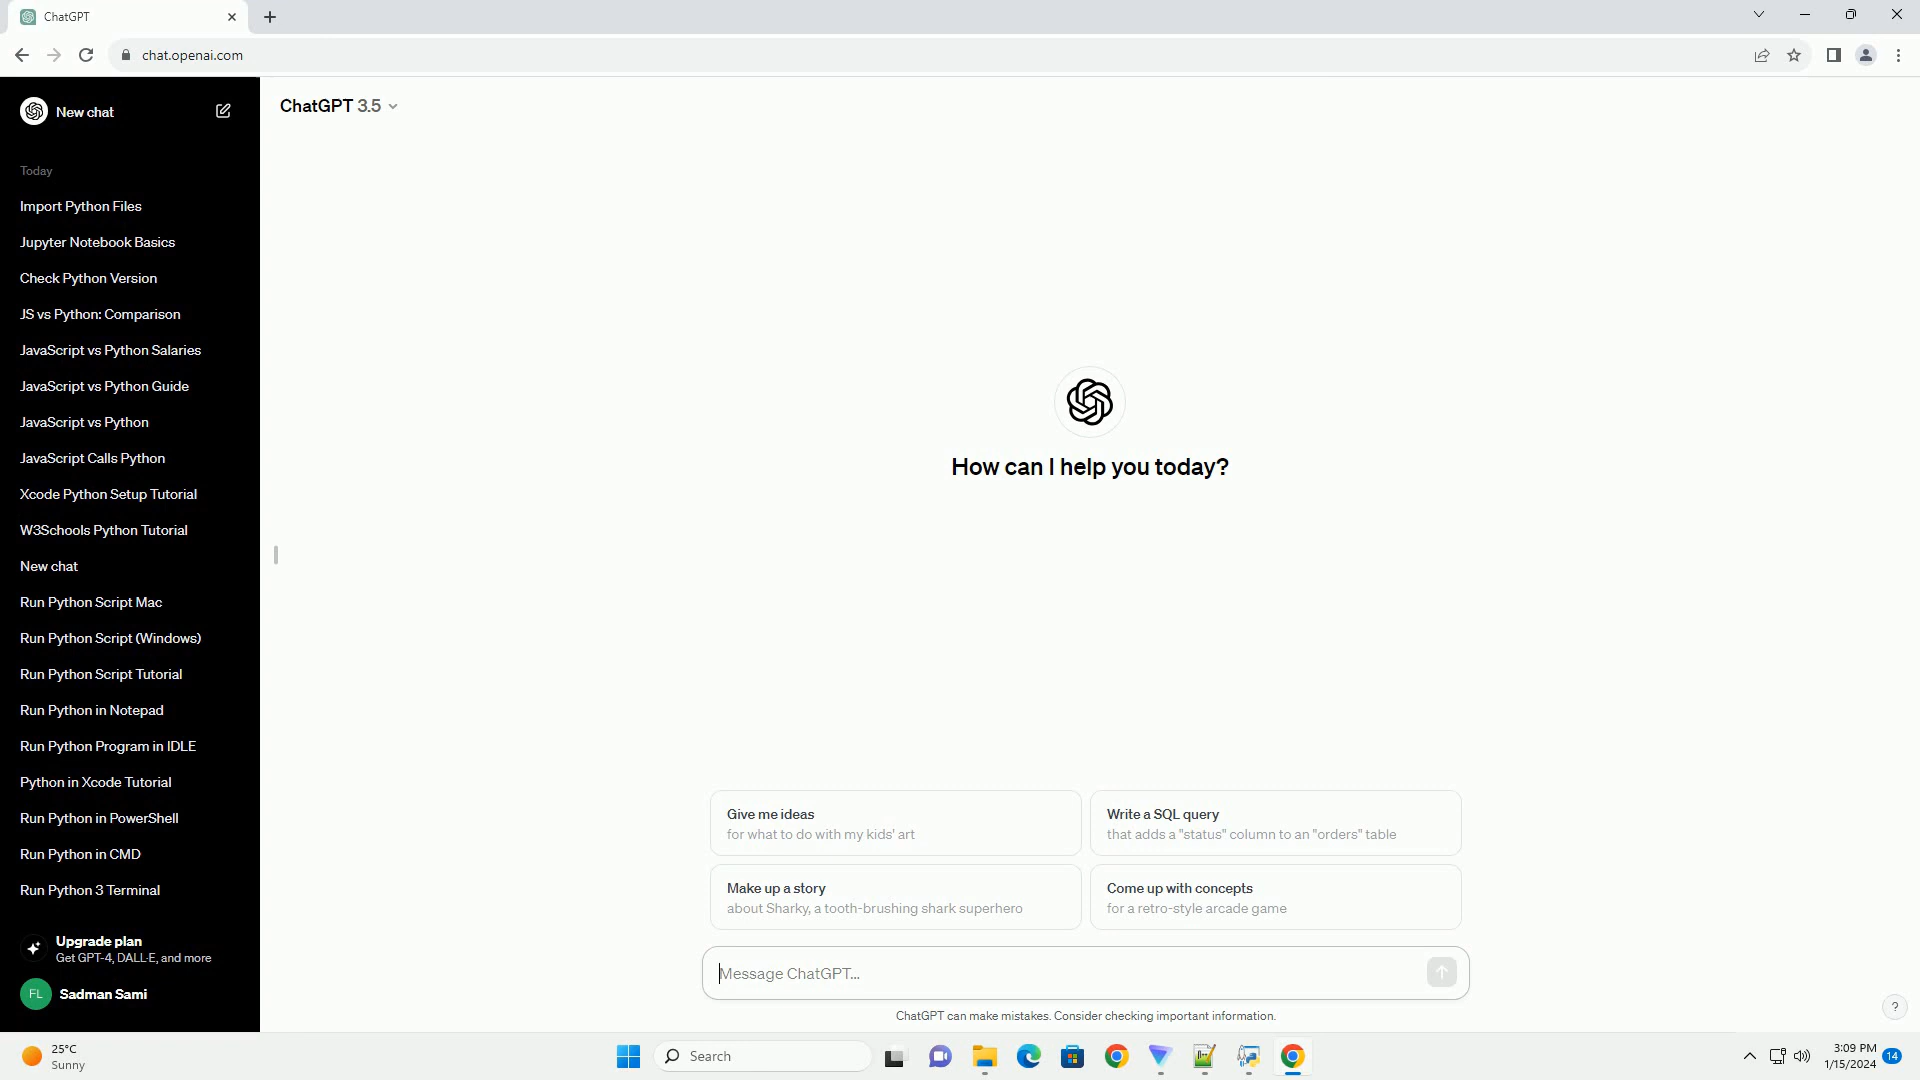 ChatGPT
chat.openai.com
New chat
ChatGPT 3.5
Today
Import Python Files
Jupyter Notebook Basics
Check Python Version
JS vs Python: Comparison
JavaScript vs Python Salaries
JavaScript vs Python Guide
JavaScript vs Python
JavaScript Calls Python
Xcode Python Setup Tutorial
W3Schools Python Tutorial
New chat
Run Python Script Mac
Run Python Script (Windows)
Run Python Script Tutorial
Run Python in Notepad
Run Python Program in IDLE
Python in Xcode Tutorial
Run Python in PowerShell
Run Python in CMD
Run Python 3 Terminal
Upgrade plan
Get GPT-4, DALL·E, and more
FL
Sadman Sami
How can I help you today?
Give me ideas
for what to do with my kids' art
Write a SQL query
that adds a "status" column to an "orders" table
Make up a story
about Sharky, a tooth-brushing shark superhero
Come up with concepts
for a retro-style arcade game
Message ChatGPT...
ChatGPT can make mistakes. Consider checking important information.
?
25°C
Sunny
Search
3:09 PM
1/15/2024
14